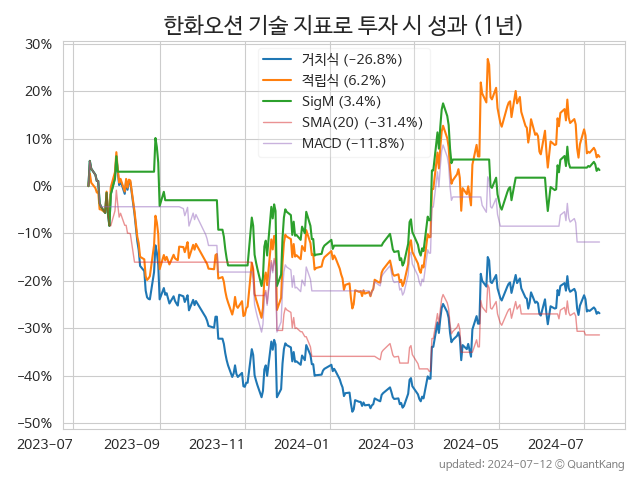 한화오션 기술 지표로 투자 시 성과 (1년)
거치식 (−26.8%)
적립식 (6.2%)
SigM (3.4%)
SMA(20) (−31.4%)
MACD (−11.8%)
30%
20%
10%
0%
−10%
−20%
−30%
−40%
−50%
2023-07 2023-09 2023-11 2024-01 2024-03 2024-05 2024-07
updated: 2024-07-12 © QuantKang